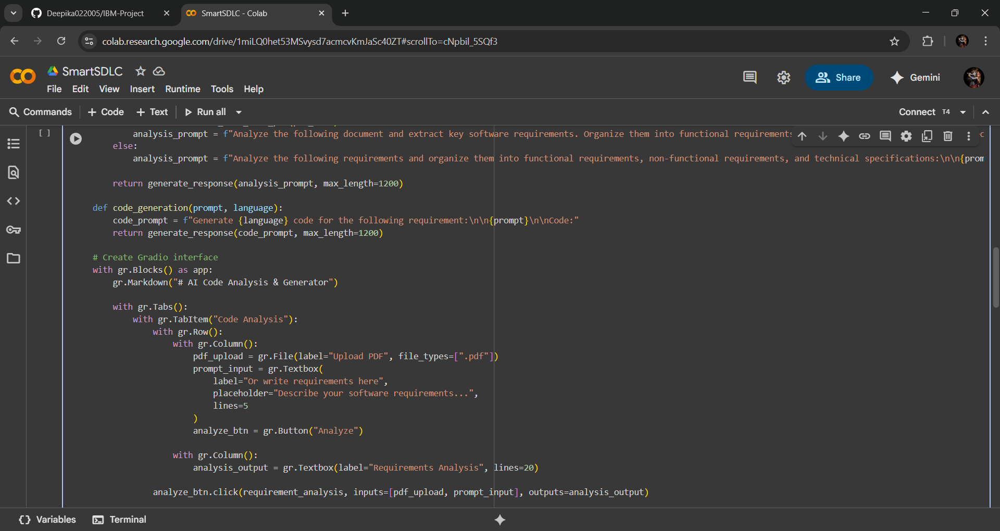 Deepika022005/IBM-Project
SmartSDLC - Colab
colab.research.google.com/drive/1miLQ0het53MSvysd7acmcvKmJaSc40ZT#scrollTo=cNpbil_5SQf3
SmartSDLC
File Edit View Insert Runtime Tools Help
Share
Gemini
Commands + Code + Text Run all
Connect T4
[ ]
analysis_prompt = f"Analyze the following document and extract key software requirements. Organize them into functional requirements
else:
analysis_prompt = f"Analyze the following requirements and organize them into functional requirements, non-functional requirements, and technical specifications:\n\n{prom
return generate_response(analysis_prompt, max_length=1200)
def code_generation(prompt, language):
code_prompt = f"Generate {language} code for the following requirement:\n\n{prompt}\n\nCode:"
return generate_response(code_prompt, max_length=1200)
# Create Gradio interface
with gr.Blocks() as app:
gr.Markdown("# AI Code Analysis & Generator")
with gr.Tabs():
with gr.TabItem("Code Analysis"):
with gr.Row():
with gr.Column():
pdf_upload = gr.File(label="Upload PDF", file_types=[".pdf"])
prompt_input = gr.Textbox(
label="Or write requirements here",
placeholder="Describe your software requirements...",
lines=5
)
analyze_btn = gr.Button("Analyze")
with gr.Column():
analysis_output = gr.Textbox(label="Requirements Analysis", lines=20)
analyze_btn.click(requirement_analysis, inputs=[pdf_upload, prompt_input], outputs=analysis_output)
Variables
Terminal